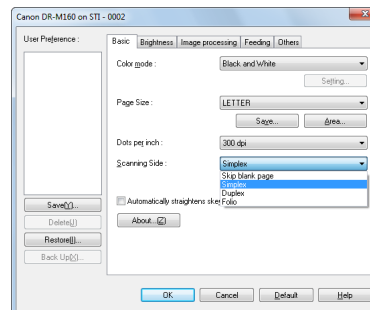 Canon DR-M160 on STI - 0002
User Preference :
Basic Brightness Image processing Feeding Others
Color mode : Black and White
Setting...
Page Size : LETTER
Save... Area...
Dots per inch : 300 dpi
Scanning Side : Simplex
Skip blank page
Simplex
Duplex
Folio
Automatically straightens ske
About...(Z)
Save(Y)...
Delete(J)
Restore(I)...
Back Up(X)...
OK Cancel Default Help